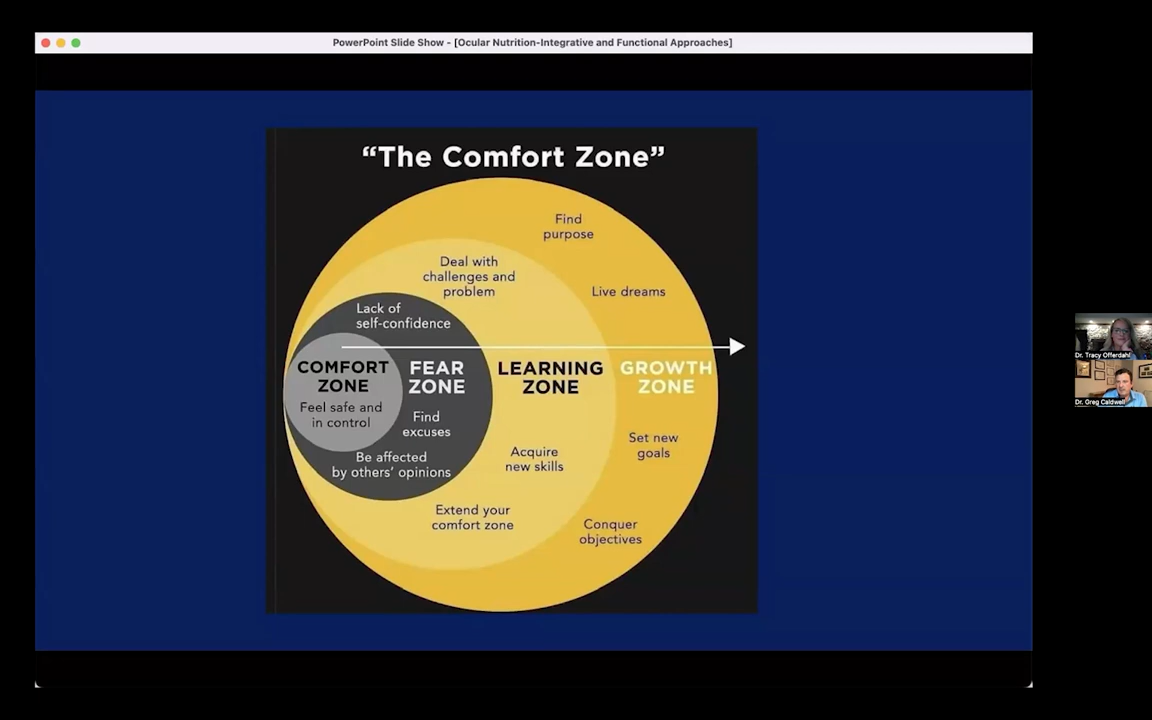 PowerPoint Slide Show - [Ocular Nutrition-Integrative and Functional Approaches]
“The Comfort Zone”
Find
purpose
Deal with
challenges and
problem
Live dreams
Lack of
self-confidence
COMFORT
ZONE
Feel safe and
in control
FEAR
ZONE
Find
excuses
Be affected
by others’ opinions
LEARNING
ZONE
Acquire
new skills
Extend your
comfort zone
GROWTH
ZONE
Set new
goals
Conquer
objectives
Dr. Tracy Offerdahl
Dr. Greg Caldwell